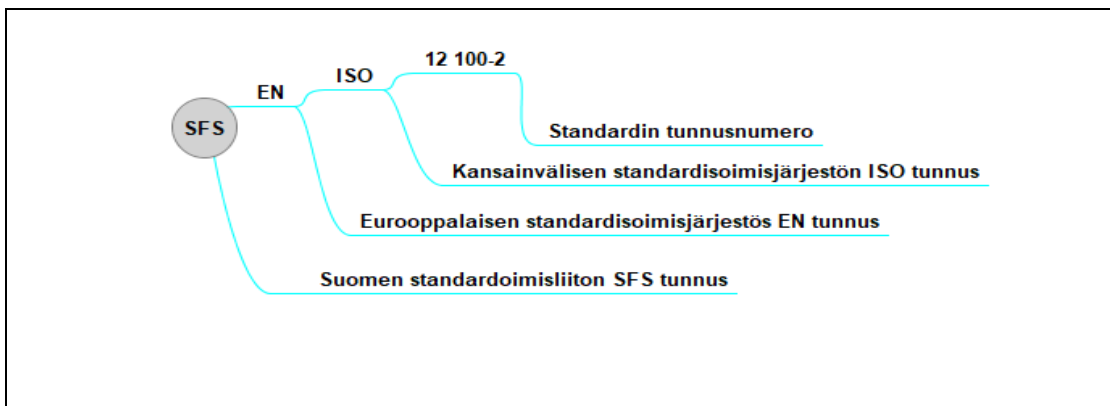 12 100-2
ISO
EN
SFS
Standardin tunnusnumero
Kansainvälisen standardisoimisjärjestön ISO tunnus
Eurooppalaisen standardisoimisjärjestös EN tunnus
Suomen standardoimisliiton SFS tunnus